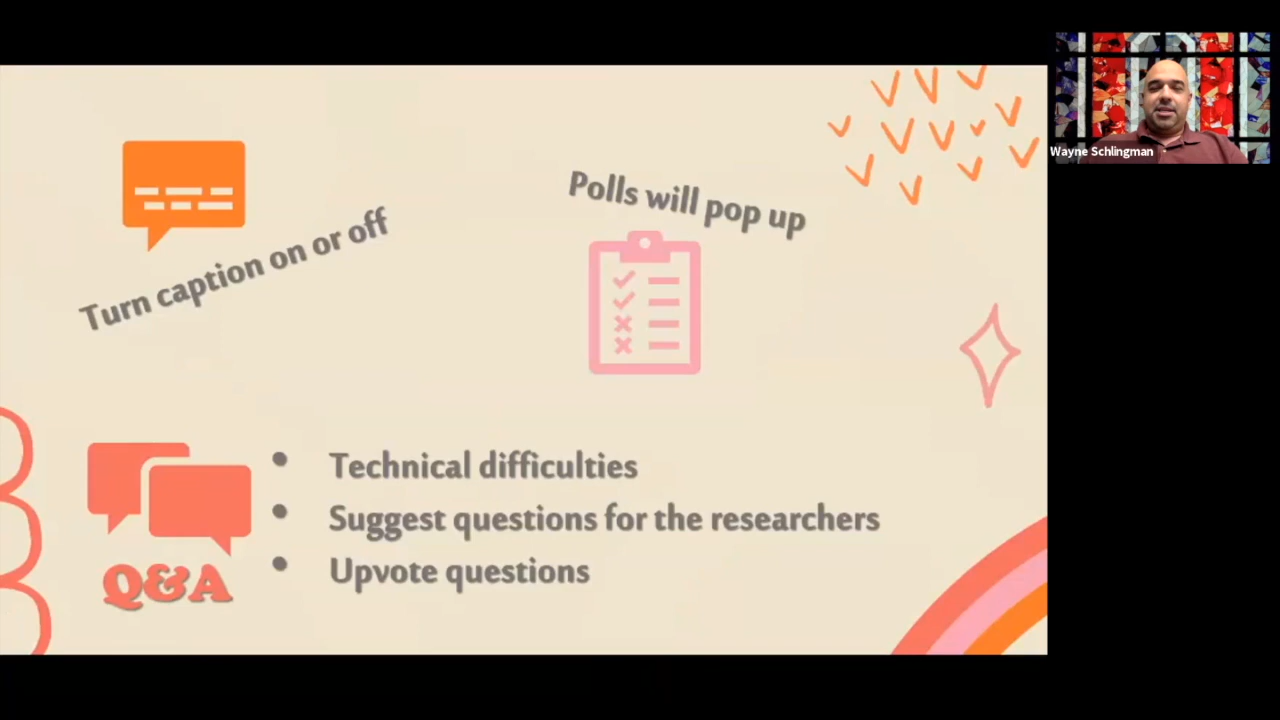 Polls will pop up
Turn caption on or off
Technical difficulties
Suggest questions for the researchers
Upvote questions
Q&A
Wayne Schlingman